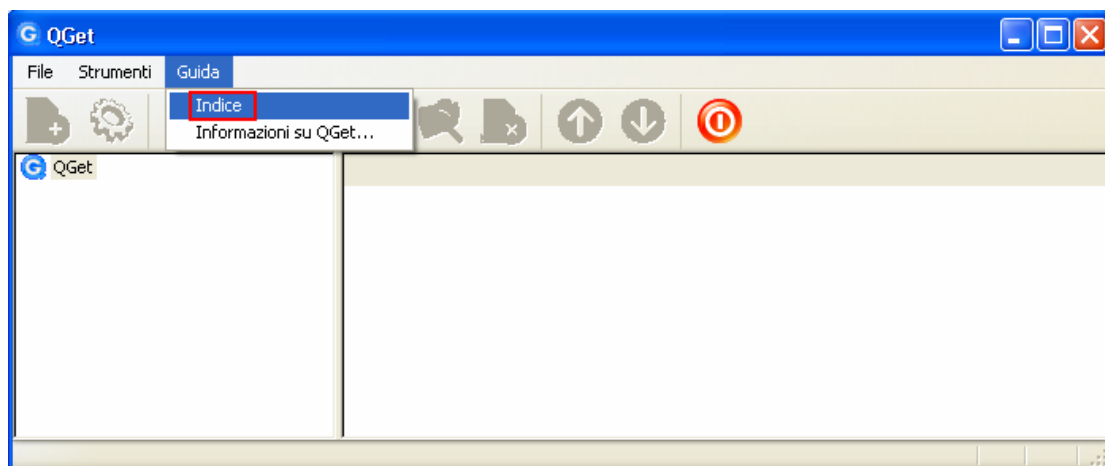 QGet
File Strumenti Guida
Indice
Informazioni su QGet...
QGet